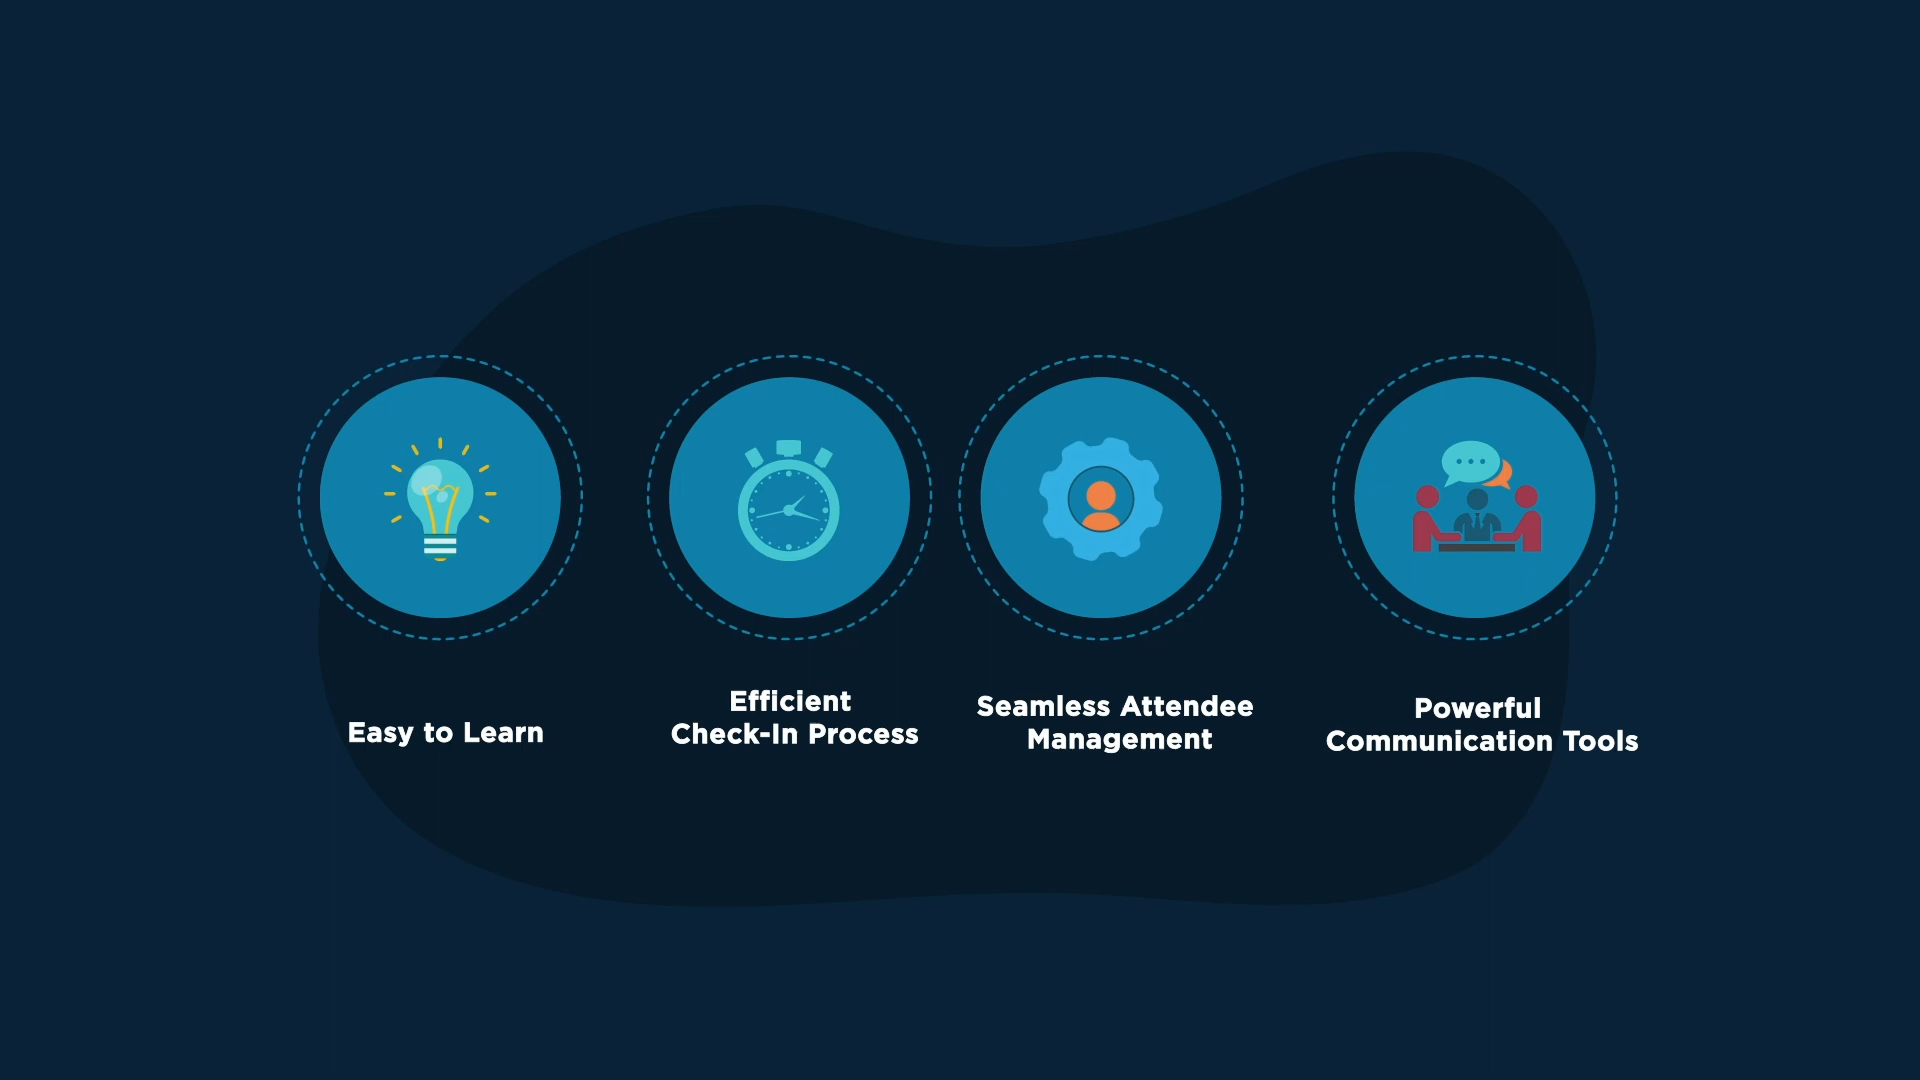 Easy to Learn
Efficient
Check-In Process
Seamless Attendee
Management
Powerful
Communication Tools